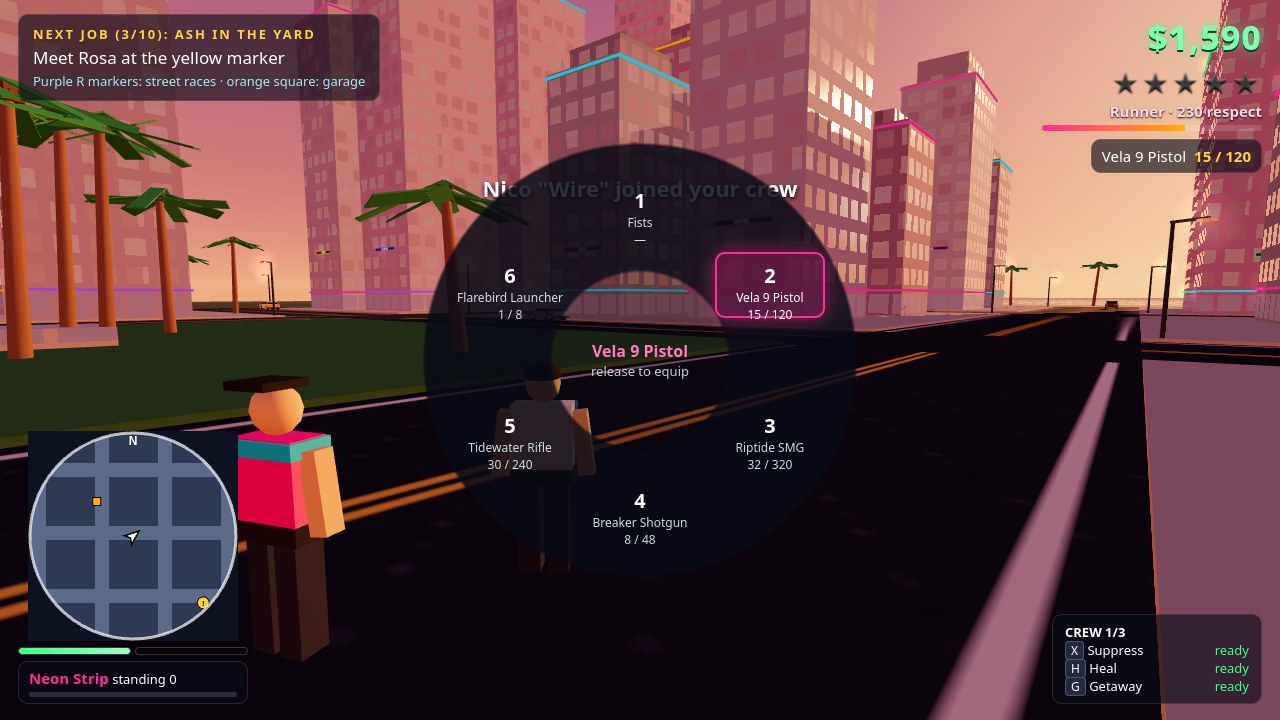 NEXT JOB (3/10): ASH IN THE YARD
Meet Rosa at the yellow marker
Purple R markers: street races · orange square: garage
$1,590
Runner · 230 respect
Vela 9 Pistol 15 / 120
Nico "Wire" joined your crew
1
Fists
—
6
Flarebird Launcher
1 / 8
2
Vela 9 Pistol
15 / 120
Vela 9 Pistol
release to equip
5
Tidewater Rifle
30 / 240
3
Riptide SMG
32 / 320
4
Breaker Shotgun
8 / 48
N
!
Neon Strip standing 0
CREW 1/3
X Suppress ready
H Heal ready
G Getaway ready